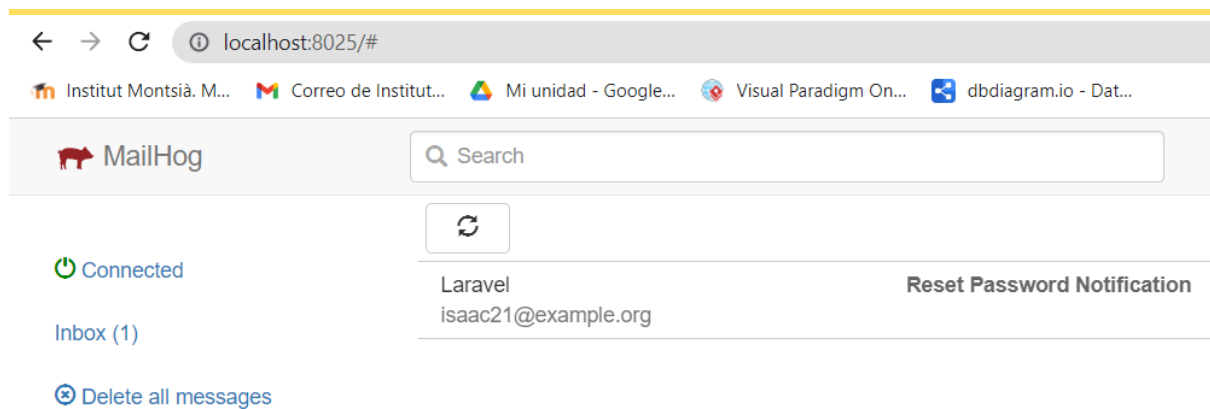 localhost:8025/#
Institut Montsià. M... Correo de Institut... Mi unidad - Google... Visual Paradigm On... dbdiagram.io - Dat...
MailHog Search
Connected
Inbox (1)
Delete all messages
Laravel Reset Password Notification
isaac21@example.org